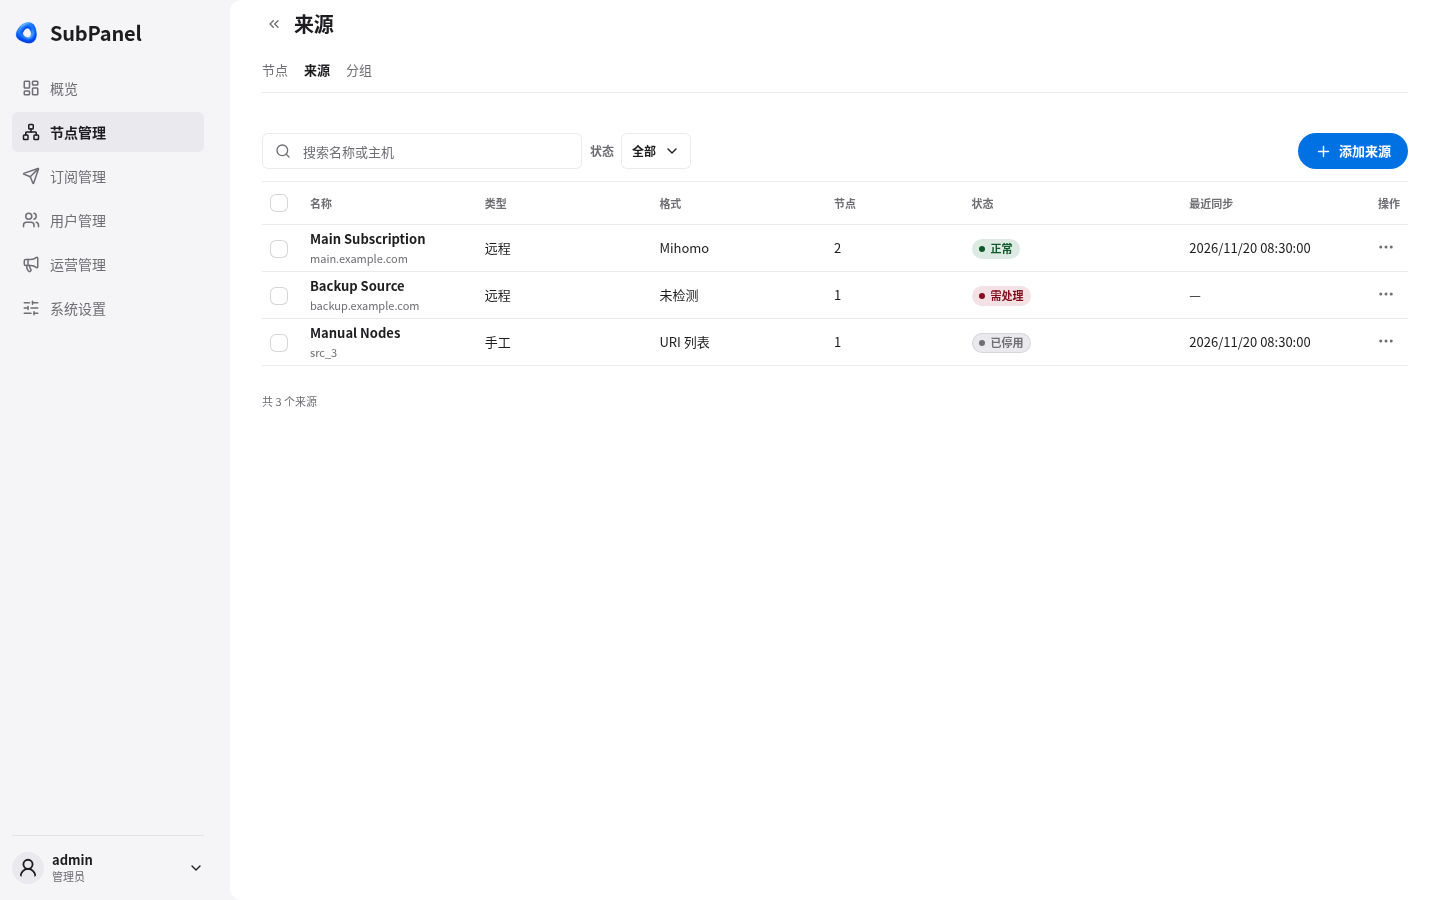 SubPanel
概览
节点管理
订阅管理
用户管理
运营管理
系统设置
admin
管理员
来源
节点 来源 分组
搜索名称或主机 状态 全部 添加来源
名称 类型 格式 节点 状态 最近同步 操作
Main Subscription
main.example.com
远程 Mihomo 2 正常 2026/11/20 08:30:00
Backup Source
backup.example.com
远程 未检测 1 需处理 —
Manual Nodes
src_3
手工 URI 列表 1 已停用 2026/11/20 08:30:00
共 3 个来源